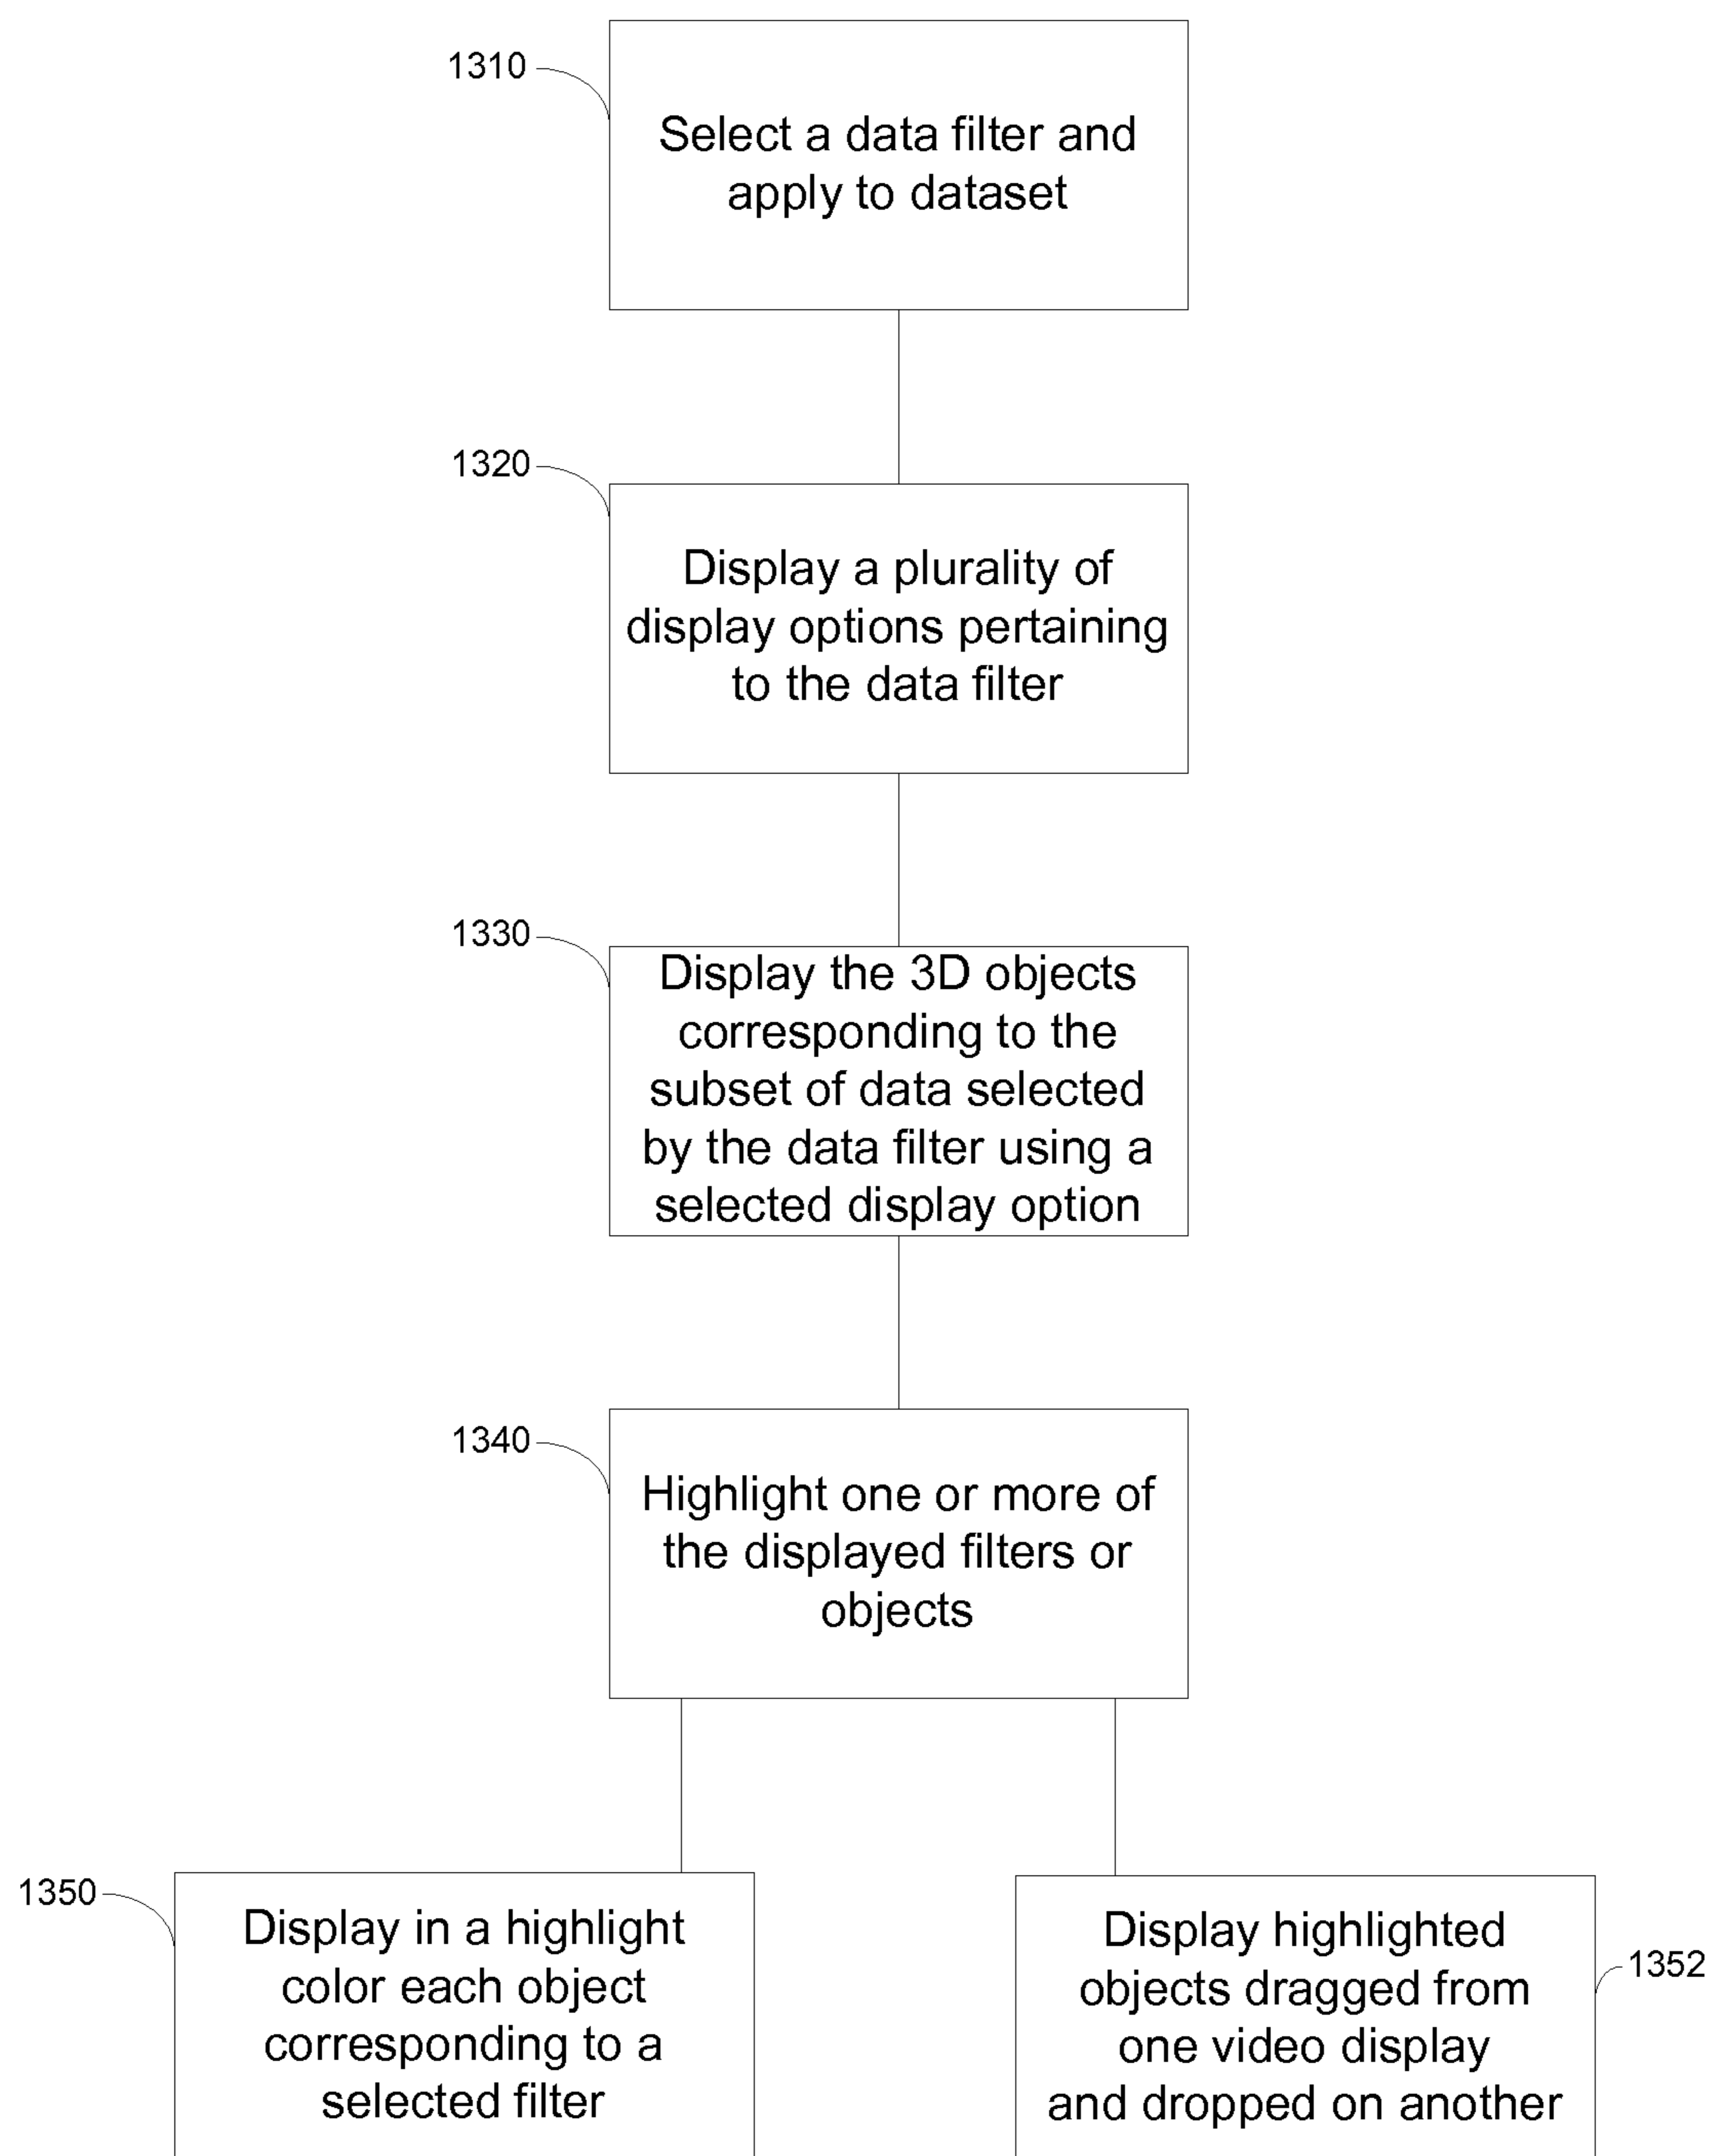 1310
Select a data filter and
apply to dataset
1320
Display a plurality of
display options pertaining
to the data filter
1330
Display the 3D objects
corresponding to the
subset of data selected
by the data filter using a
selected display option
1340
Highlight one or more of
the displayed filters or
objects
1350
Display in a highlight
color each object
corresponding to a
selected filter
Display highlighted
objects dragged from
one video display
and dropped on another
1352